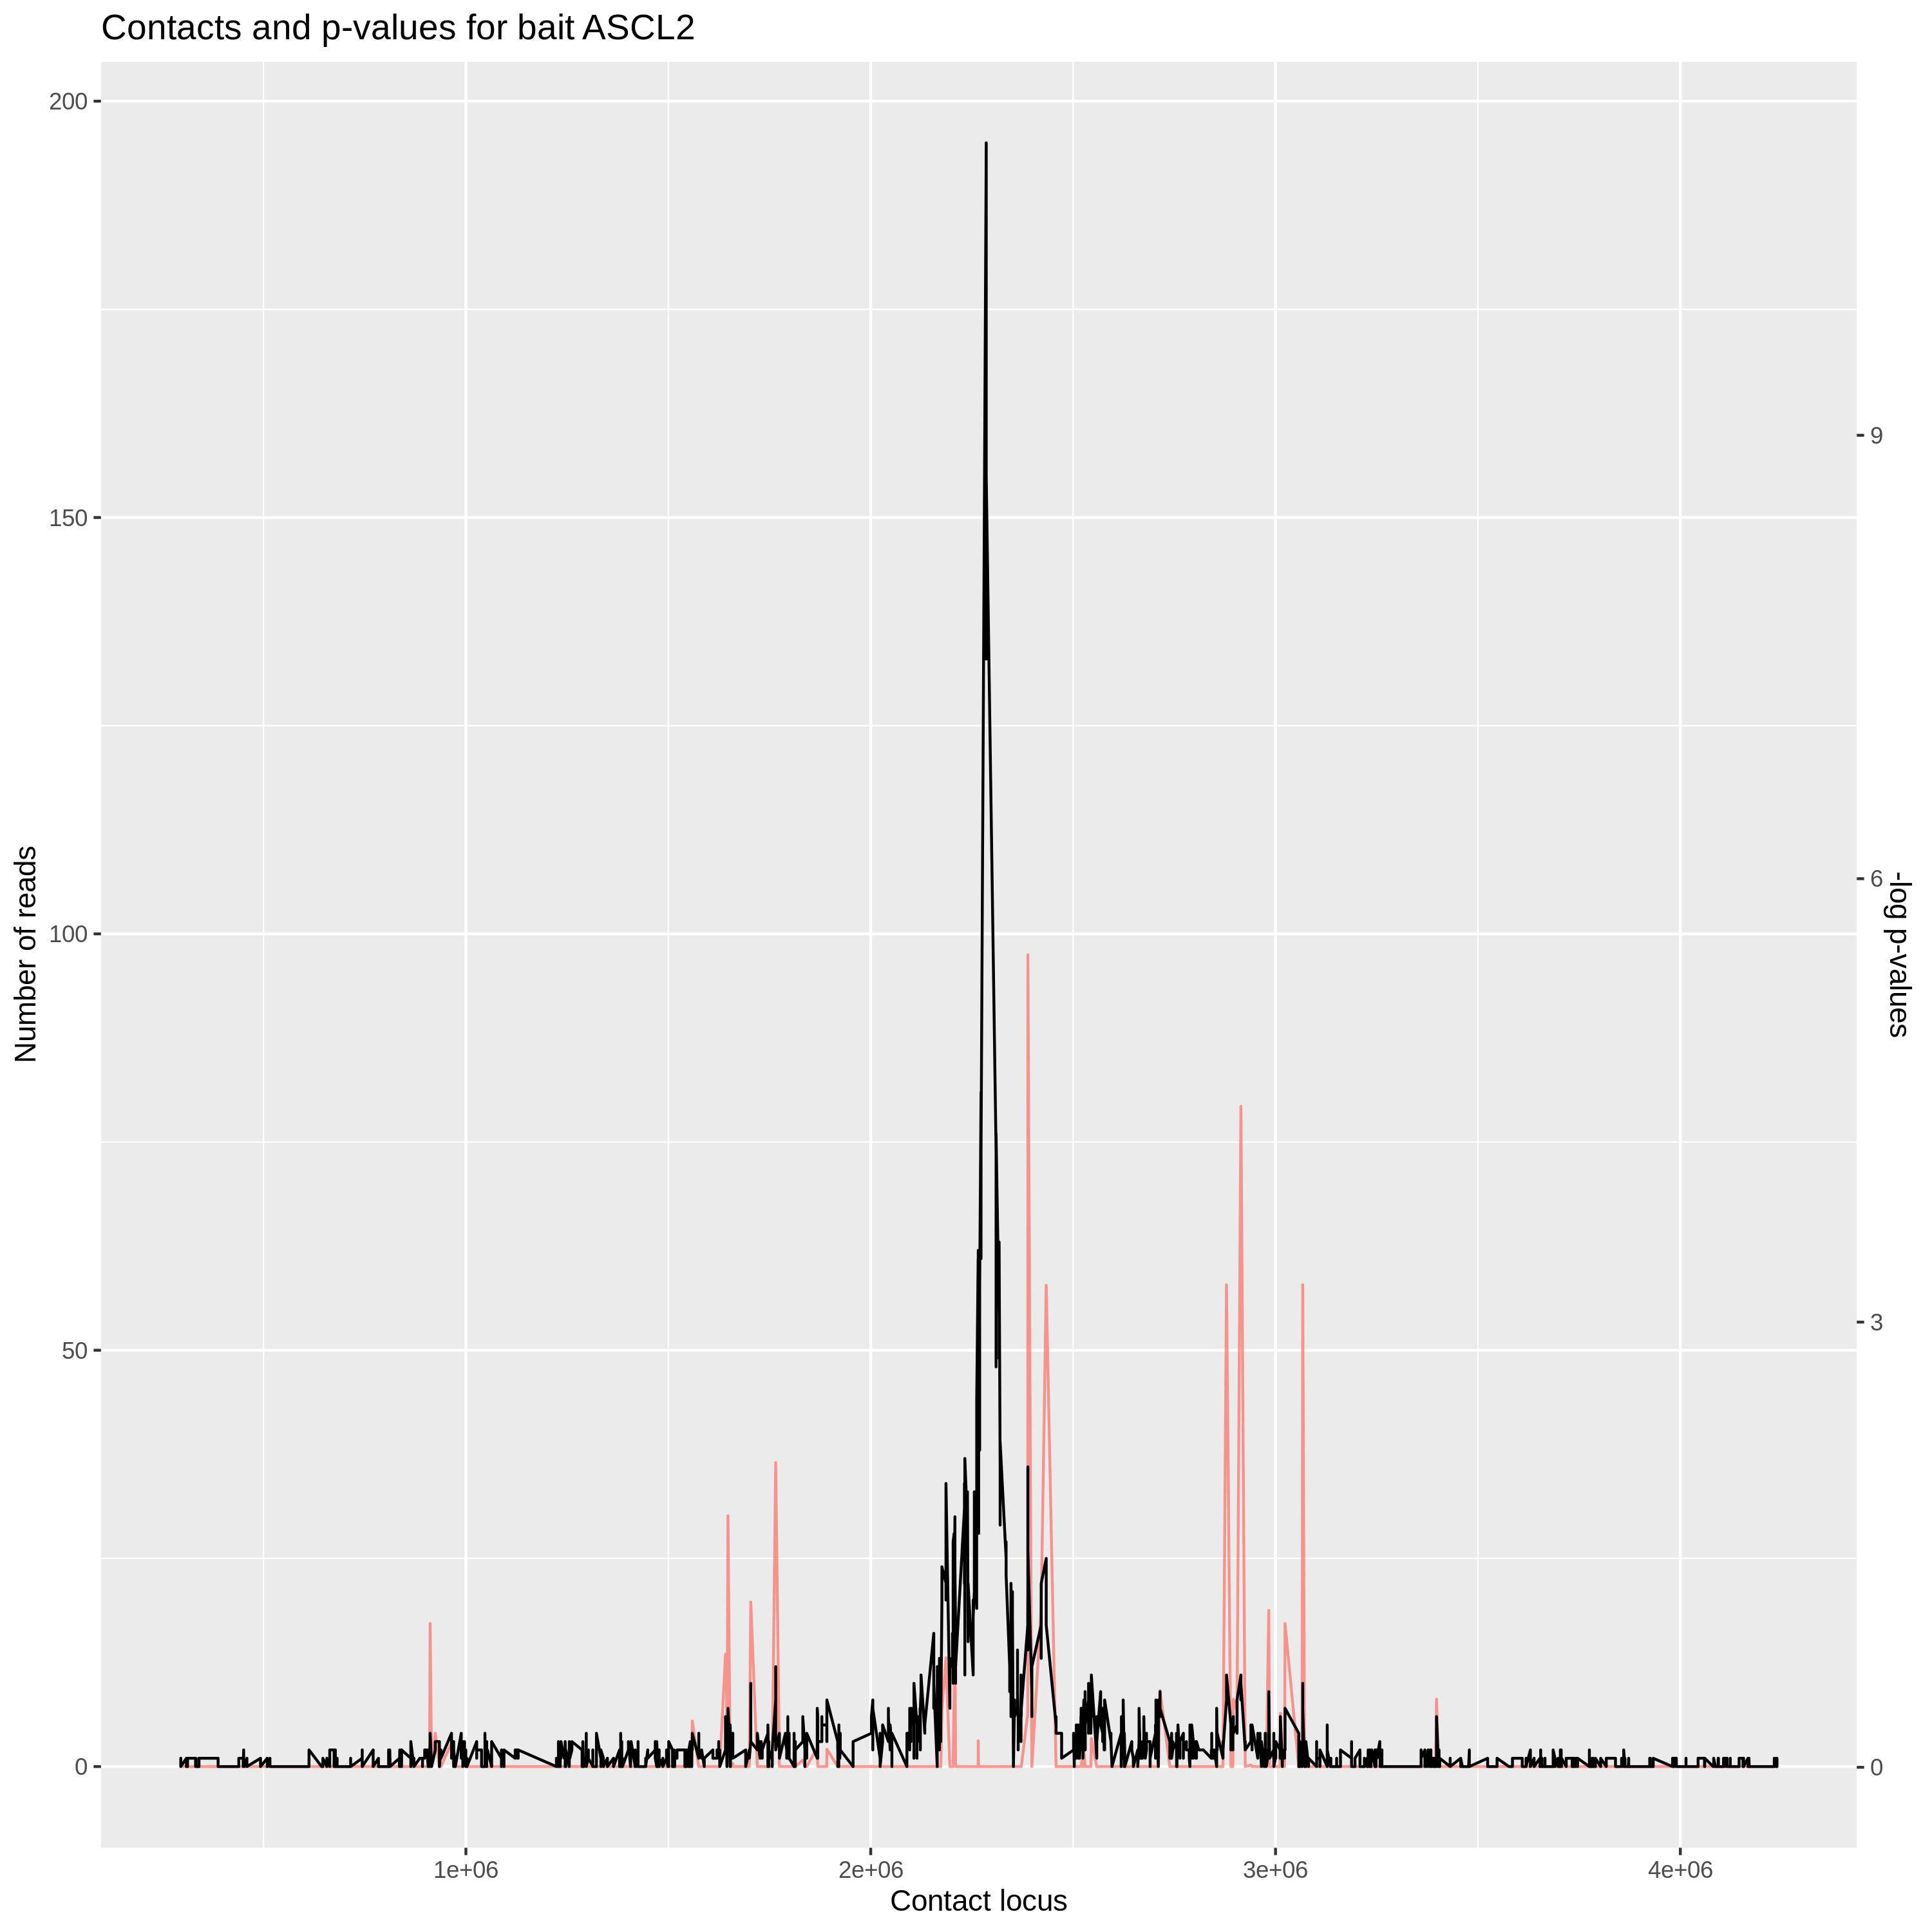 Contacts and p-values for bait ASCL2
200
150
100
50
0
9
6
3
0
Number of reads
-log p-values
1e+06
2e+06
3e+06
4e+06
Contact locus